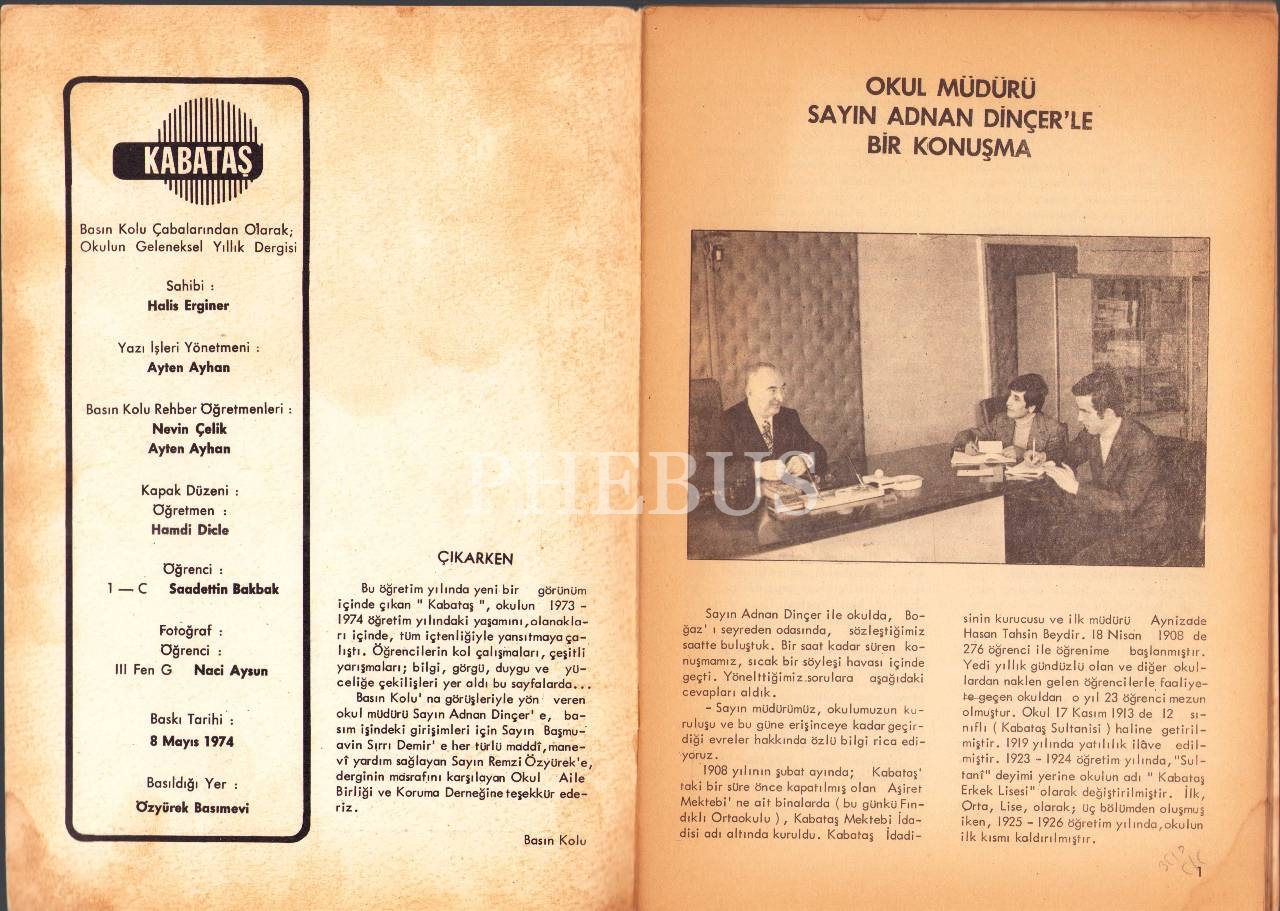 KABATAŞ
Basın Kolu Çabalarından Olarak;
Okulun Geleneksel Yıllık Dergisi
Sahibi :
Halis Erginer
Yazı İşleri Yönetmeni :
Ayten Ayhan
Basın Kolu Rehber Öğretmenleri :
Nevin Çelik
Ayten Ayhan
Kapak Düzeni :
Öğretmen :
Hamdi Dicle
Öğrenci :
1 — C Saadettin Bakbak
Fotoğraf :
Öğrenci :
III Fen G Naci Aysun
Baskı Tarihi :
8 Mayıs 1974
Basıldığı Yer :
Özyürek Basımevi
ÇIKARKEN
Bu öğretim yılında yeni bir görünüm
içinde çıkan " Kabataş ", okulun 1973 -
1974 öğretim yılındaki yaşamını,olanakla-
rı içinde, tüm içtenliğiyle yansıtmaya ça-
lıştı. Öğrencilerin kol çalışmaları, çeşitli
yarışmaları; bilgi, görgü, duygu ve yü-
celiğe çekilişleri yer aldı bu sayfalarda...
Basın Kolu' na görüşleriyle yön veren
okul müdürü Sayın Adnan Dinçer' e, ba-
sım işindeki girişimleri için Sayın Başmu-
avin Sırrı Demir' e her türlü maddî,mane-
vî yardım sağlayan Sayın Remzi Özyürek'e,
derginin masrafını karşılayan Okul Aile
Birliği ve Koruma Derneğine teşekkür ede-
riz.
Basın Kolu
OKUL MÜDÜRÜ
SAYIN ADNAN DİNÇER'LE
BİR KONUŞMA
PHEBUS
Sayın Adnan Dinçer ile okulda, Bo-
ğaz' ı seyreden odasında, sözleştiğimiz
saatte buluştuk. Bir saat kadar süren ko-
nuşmamız, sıcak bir söyleşi havası içinde
geçti. Yönelttiğimiz sorulara aşağıdaki
cevapları aldık.
- Sayın müdürümüz, okulumuzun ku-
ruluşu ve bu güne erişinceye kadar geçir-
diği evreler hakkında özlü bilgi rica edi-
yoruz.
1908 yılının şubat ayında; Kabataş'
taki bir süre önce kapatılmış olan Aşiret
Mektebi' ne ait binalarda ( bu günkü Fın-
dıklı Ortaokulu ), Kabataş Mektebi İda-
disi adı altında kuruldu. Kabataş İdadi-
sinin kurucusu ve ilk müdürü Aynizade
Hasan Tahsin Beydir. 18 Nisan 1908 de
276 öğrenci ile öğrenime başlanmıştır.
Yedi yıllık gündüzlü olan ve diğer okul-
lardan naklen gelen öğrencilerle faaliye-
te geçen okuldan o yıl 23 öğrenci mezun
olmuştur. Okul 17 Kasım 1913 de 12 sı-
nıflı ( Kabataş Sultanisi ) haline getiril-
miştir. 1919 yılında yatılılık ilâve edil-
miştir. 1923 - 1924 öğretim yılında, "Sul-
tanî" deyimi yerine okulun adı " Kabataş
Erkek Lisesi" olarak değiştirilmiştir. İlk,
Orta, Lise, olarak; üç bölümden oluşmuş
iken, 1925 - 1926 öğretim yılında,okulun
ilk kısmı kaldırılmıştır.
1